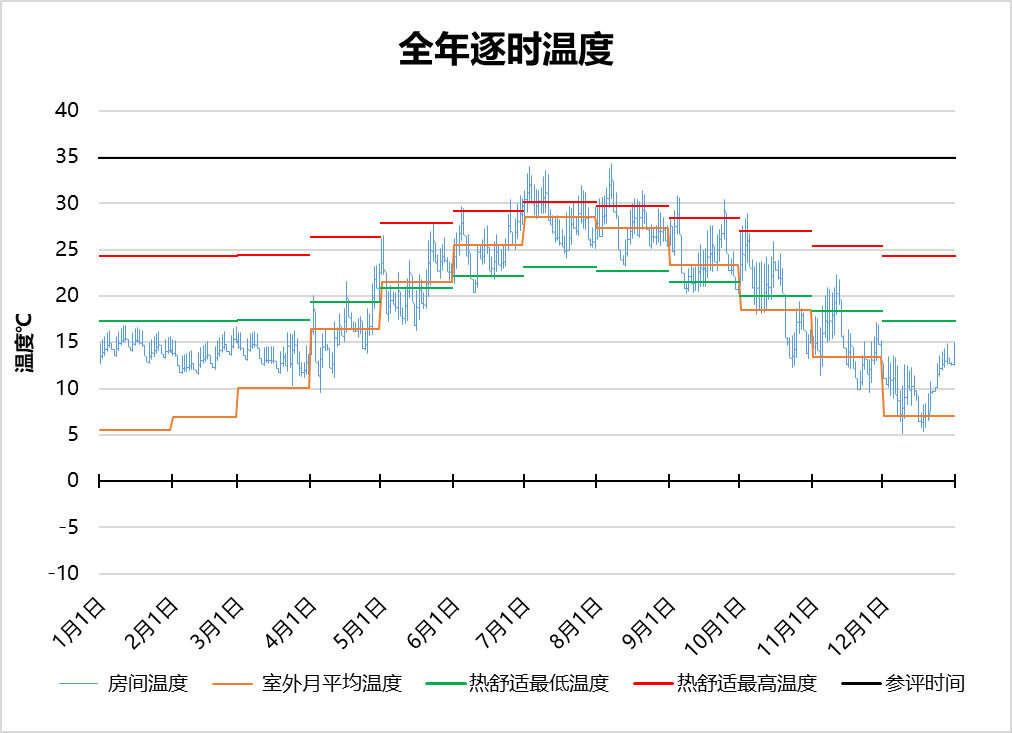 全年逐时温度
40
35
30
25
20
15
10
5
0
-5
-10
温度℃
1月1日
2月1日
3月1日
4月1日
5月1日
6月1日
7月1日
8月1日
9月1日
10月1日
11月1日
12月1日
房间温度 室外月平均温度 热舒适最低温度 热舒适最高温度 参评时间